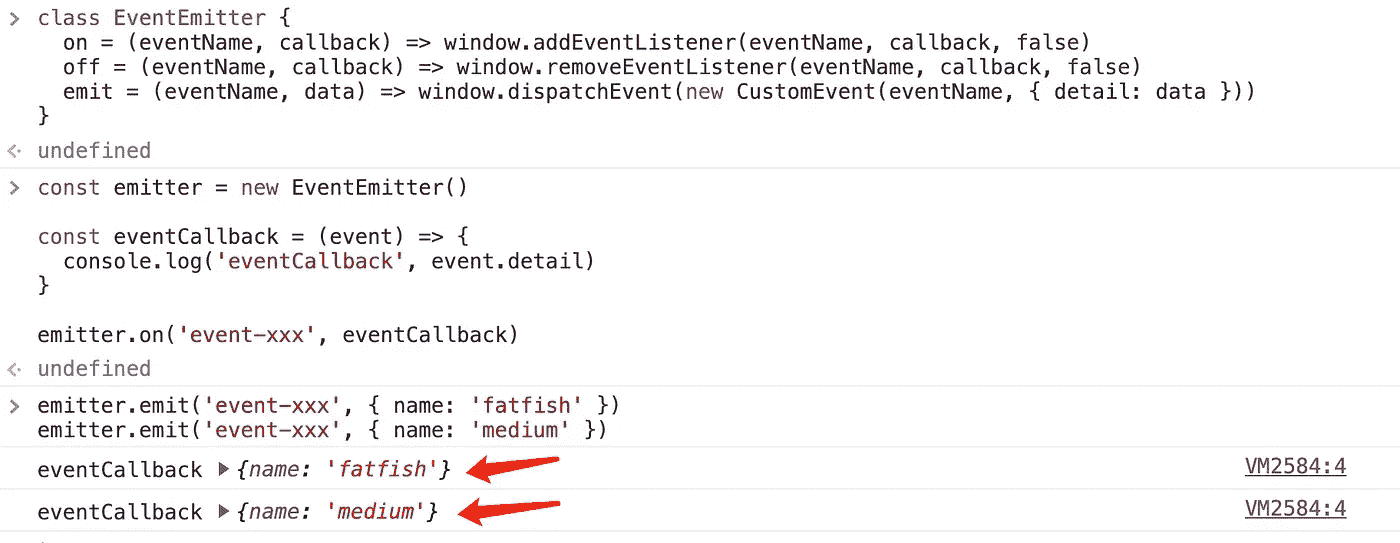 > class EventEmitter {
on = (eventName, callback) => window.addEventListener(eventName, callback, false)
off = (eventName, callback) => window.removeEventListener(eventName, callback, false)
emit = (eventName, data) => window.dispatchEvent(new CustomEvent(eventName, { detail: data }))
}
undefined
> const emitter = new EventEmitter()
const eventCallback = (event) => {
console.log('eventCallback', event.detail)
}
emitter.on('event-xxx', eventCallback)
undefined
> emitter.emit('event-xxx', { name: 'fatfish' })
emitter.emit('event-xxx', { name: 'medium' })
eventCallback ▶ {name: 'fatfish'} VM2584:4
eventCallback ▶ {name: 'medium'} VM2584:4